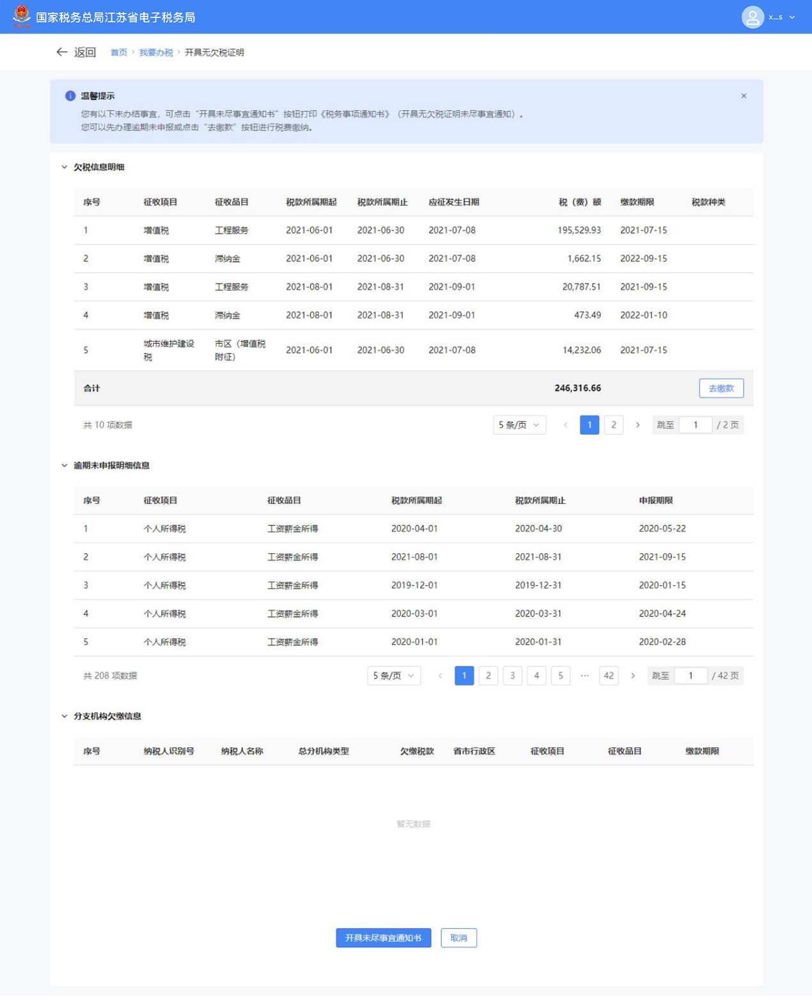 国家税务总局江苏省电子税务局
x...s
返回 首页 > 我要办税 > 开具无欠税证明
温馨提示
您有以下未办结事宜，可点击“开具未尽事宜通知书”按钮打印《税务事项通知书》（开具无欠税证明未尽事宜通知）。
您可以先办理逾期未申报或点击“去缴款”按钮进行税费缴纳。
欠税信息明细
序号 征收项目 征收品目 税款所属期起 税款所属期止 应征发生日期 税（费）额 缴款期限 税款种类
1 增值税 工程服务 2021-06-01 2021-06-30 2021-07-08 195,529.93 2021-07-15
2 增值税 滞纳金 2021-06-01 2021-06-30 2021-07-08 1,662.15 2022-09-15
3 增值税 工程服务 2021-08-01 2021-08-31 2021-09-01 20,787.51 2021-09-15
4 增值税 滞纳金 2021-08-01 2021-08-31 2021-09-01 473.49 2022-01-10
5 城市维护建设税 市区（增值税附征） 2021-06-01 2021-06-30 2021-07-08 14,232.06 2021-07-15
合计 246,316.66 去缴款
共 10 项数据 5 条/页 < 1 2 > 跳至 1 / 2 页
逾期未申报明细信息
序号 征收项目 征收品目 税款所属期起 税款所属期止 申报期限
1 个人所得税 工资薪金所得 2020-04-01 2020-04-30 2020-05-22
2 个人所得税 工资薪金所得 2021-08-01 2021-08-31 2021-09-15
3 个人所得税 工资薪金所得 2019-12-01 2019-12-31 2020-01-15
4 个人所得税 工资薪金所得 2020-03-01 2020-03-31 2020-04-24
5 个人所得税 工资薪金所得 2020-01-01 2020-01-31 2020-02-28
共 208 项数据 5 条/页 < 1 2 3 4 5 ··· 42 > 跳至 1 / 42 页
分支机构欠缴信息
序号 纳税人识别号 纳税人名称 总分机构类型 欠缴税款 省市行政区 征收项目 征收品目 缴款期限
暂无数据
开具未尽事宜通知书 取消